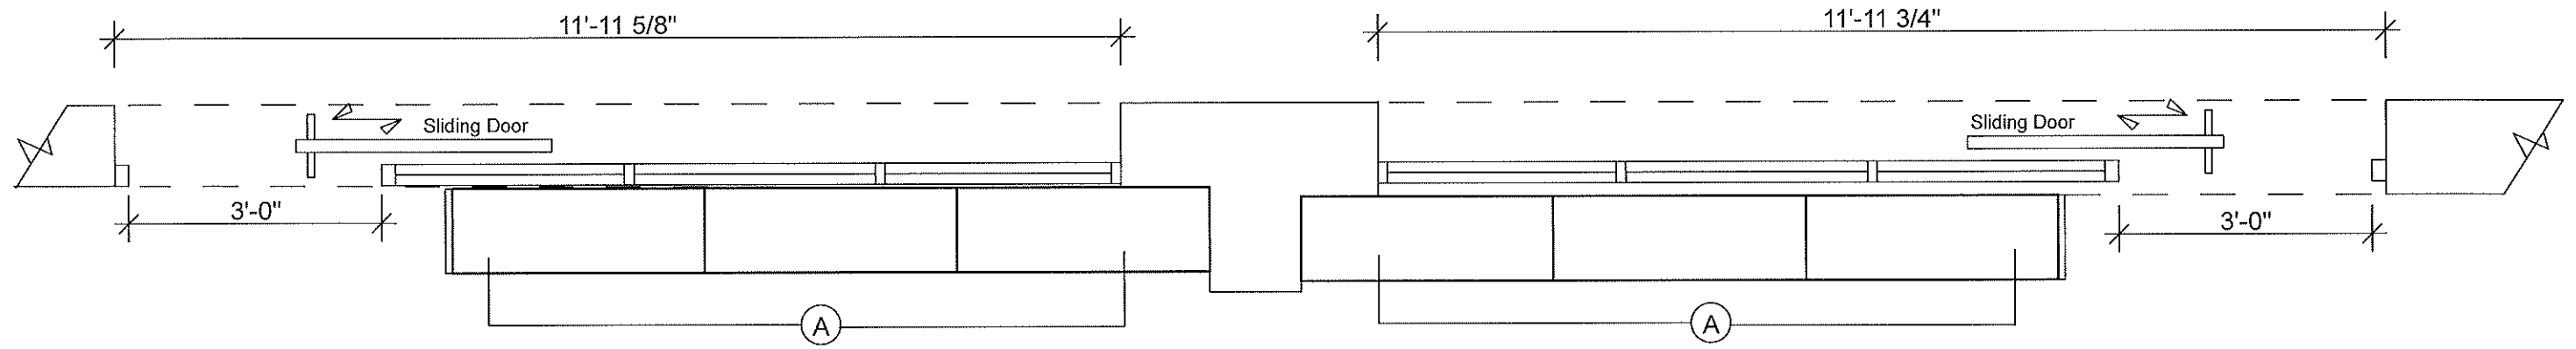 11'-11 5/8"
11'-11 3/4"
Sliding Door
Sliding Door
3'-0"
3'-0"
A
A